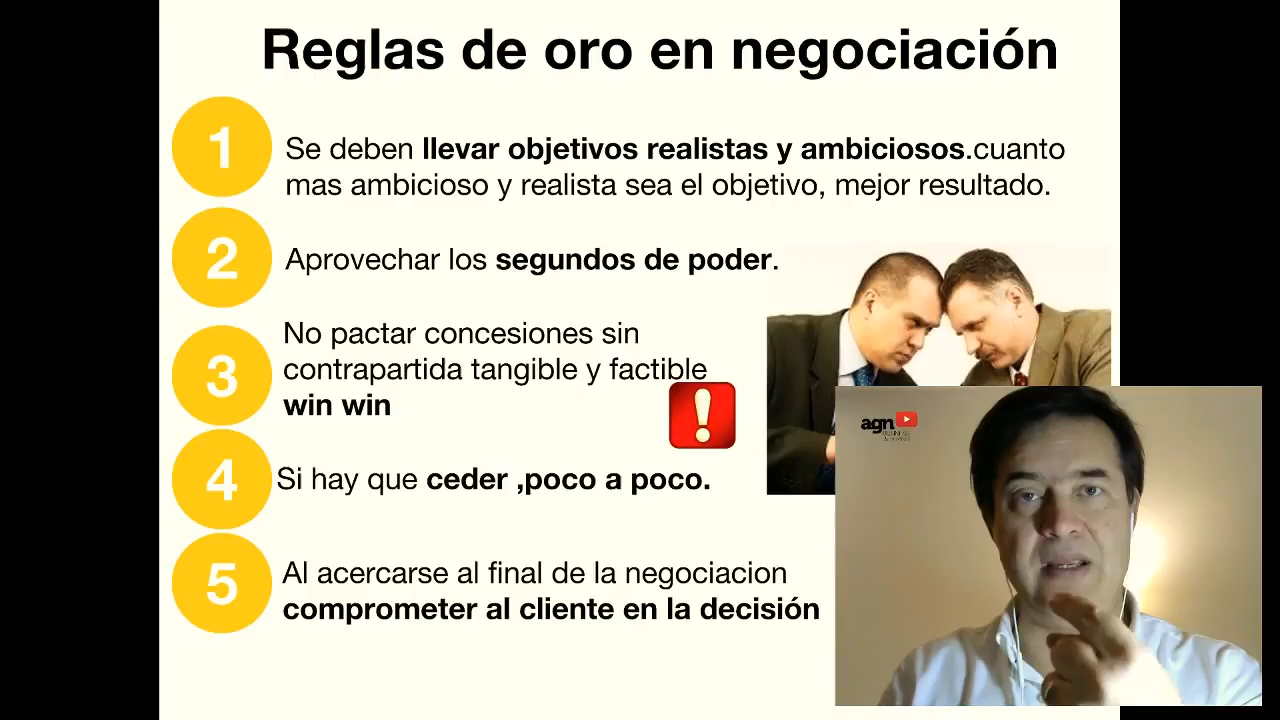 Reglas de oro en negociación
1
Se deben llevar objetivos realistas y ambiciosos.cuanto
mas ambicioso y realista sea el objetivo, mejor resultado.
2
Aprovechar los segundos de poder.
3
No pactar concesiones sin
contrapartida tangible y factible
win win
4
Si hay que ceder ,poco a poco.
5
Al acercarse al final de la negociacion
comprometer al cliente en la decisión
agn